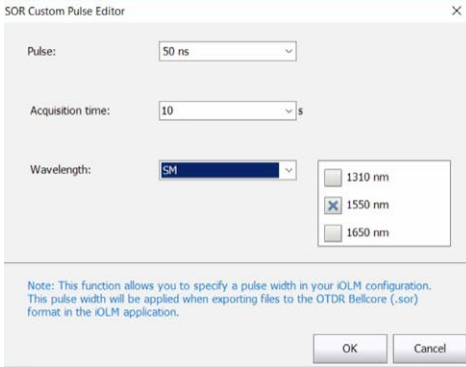 SOR Custom Pulse Editor
Pulse: 50 ns
Acquisition time: 10 s
Wavelength: SM
1310 nm
1550 nm
1650 nm
Note: This function allows you to specify a pulse width in your iOLM configuration.
This pulse width will be applied when exporting files to the OTDR Bellcore (.sor)
format in the iOLM application.
OK Cancel